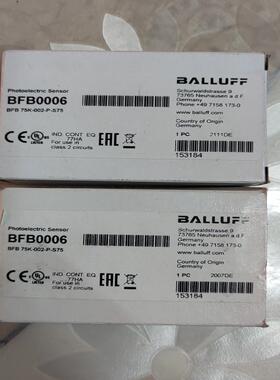 Photoelectric Sensor
BFB0006
BFB 75K-002-P-S75
IND. CONT. EQ
77HA
For use in
class 2 circuits
EAC
BALLUFF
Schurwaldstrasse 9
73765 Neuhausen a.d.F.
Germany
Phone +49 7158 173-0
balluff.com
Country of Origin
Germany
1 PC 2111DE
153184
Photoelectric Sensor
BFB0006
BFB 75K-002-P-S75
IND. CONT. EQ
77HA
For use in
class 2 circuits
EAC
BALLUFF
Schurwaldstrasse 9
73765 Neuhausen a.d.F.
Germany
Phone +49 7158 173-0
balluff.com
Country of Origin
Germany
1 PC 2007DE
153184